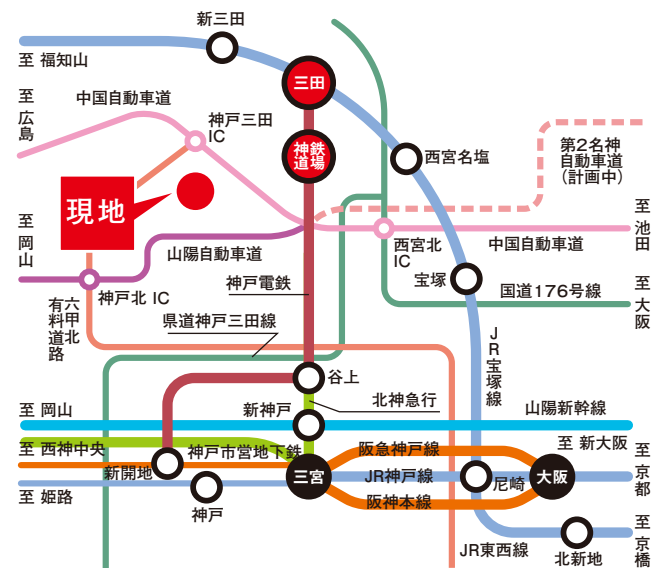 新三田
至 福知山
三田
至広島
中国自動車道
神戸三田
IC
神鉄
道場
西宮名塩
第2名神
自動車道
(計画中)
現地
至岡山
山陽自動車道
西宮北
IC
中国自動車道
至池田
神戸電鉄
宝塚
神戸北 IC
六甲北
有料道路
国道176号線
至大阪
県道神戸三田線
JR宝塚線
谷上
北神急行
至 岡山
新神戸
山陽新幹線
至 西神中央
神戸市営地下鉄
阪急神戸線
至 新大阪
新開地
三宮
JR神戸線
尼崎
大阪
至京都
至 姫路
神戸
阪神本線
JR東西線
北新地
至京橋